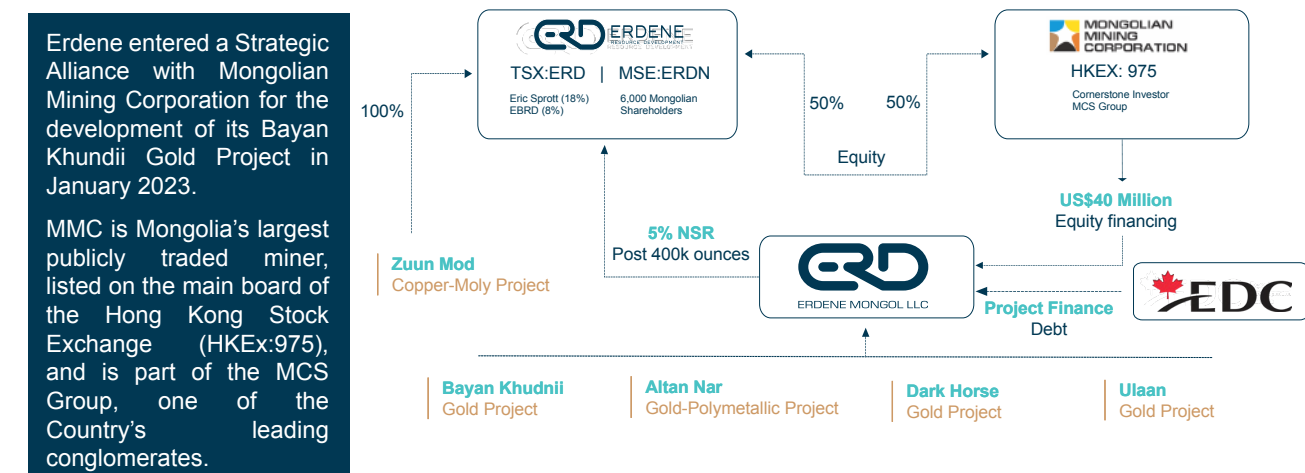 Erdene entered a Strategic
Alliance with Mongolian
Mining Corporation for the
development of its Bayan
Khundii Gold Project in
January 2023.
MMC is Mongolia's largest
publicly traded miner,
listed on the main board of
the Hong Kong Stock
Exchange (HKEx:975),
and is part of the MCS
Group, one of the
Country's leading
conglomerates.
ERD ERDENE
RESOURCE DEVELOPMENT
TSX:ERD | MSE:ERDN
Eric Sprott (18%)
EBRD (8%)
6,000 Mongolian
Shareholders
MONGOLIAN
MINING
CORPORATION
HKEX: 975
Cornerstone Investor
MCS Group
100%
50%
50%
Equity
US$40 Million
Equity financing
5% NSR
Post 400k ounces
ERD
ERDENE MONGOL LLC
EDC
Project Finance
Debt
Zuun Mod
Copper-Moly Project
Bayan Khudnii
Gold Project
Altan Nar
Gold-Polymetallic Project
Dark Horse
Gold Project
Ulaan
Gold Project